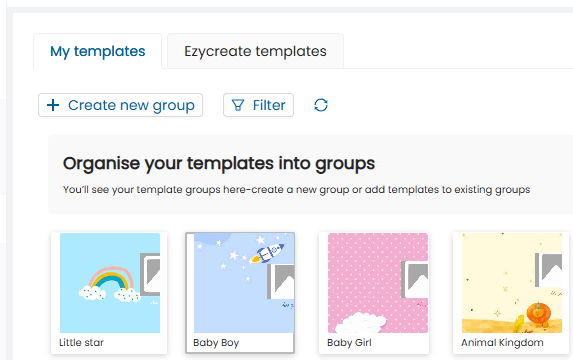 My templates
Ezycreate templates
Create new group
Filter
Organise your templates into groups
You'll see your template groups here-create a new group or add templates to existing groups
Little star
Baby Boy
Baby Girl
Animal Kingdom